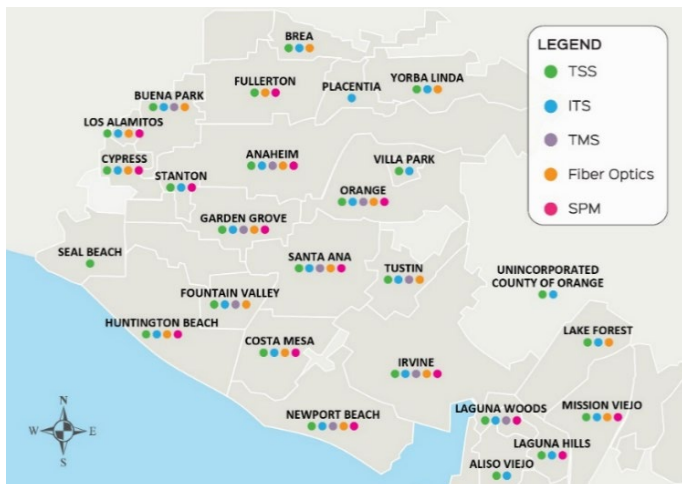 BREA
FULLERTON
PLACENTIA
YORBA LINDA
BUENA PARK
LOS ALAMITOS
CYPRESS
STANTON
ANAHEIM
VILLA PARK
ORANGE
GARDEN GROVE
SEAL BEACH
SANTA ANA
TUSTIN
UNINCORPORATED
COUNTY OF ORANGE
FOUNTAIN VALLEY
HUNTINGTON BEACH
COSTA MESA
LAKE FOREST
IRVINE
NEWPORT BEACH
LAGUNA WOODS
MISSION VIEJO
LAGUNA HILLS
ALISO VIEJO
LEGEND
TSS
ITS
TMS
Fiber Optics
SPM
N
W E
S